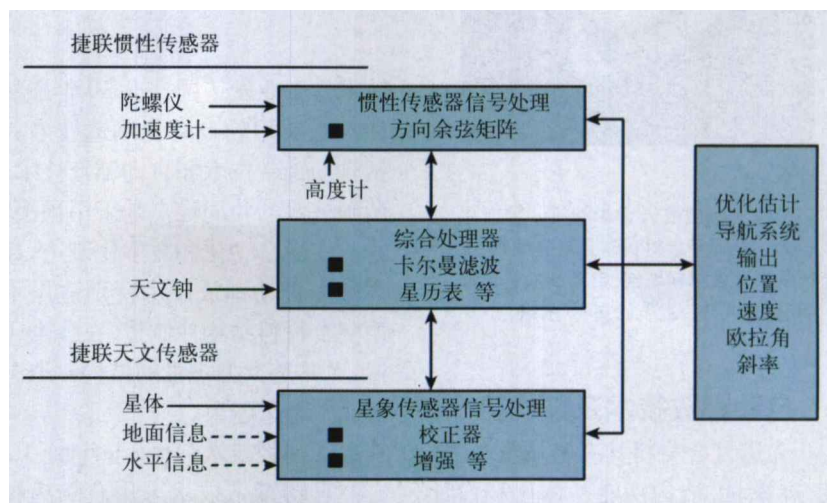 捷联惯性传感器
陀螺仪
加速度计
高度计
惯性传感器信号处理
■ 方向余弦矩阵
综合处理器
■ 卡尔曼滤波
■ 星历表 等
天文钟
捷联天文传感器
星体
地面信息
水平信息
星象传感器信号处理
■ 校正器
■ 增强 等
优化估计
导航系统
输出
位置
速度
欧拉角
斜率